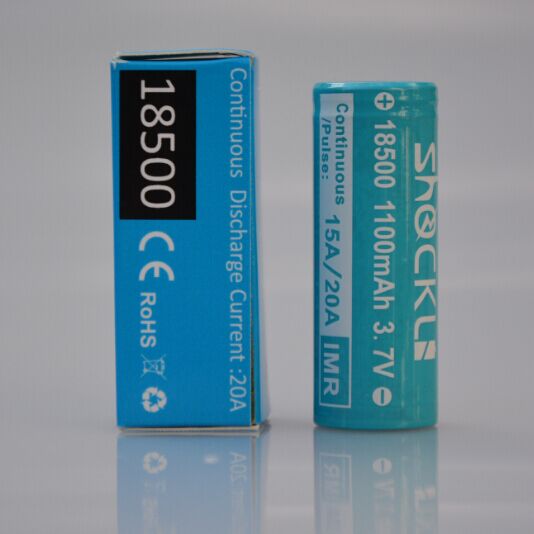 18500
CE RoHS
Continuous Discharge Current :20A
ShOCKLi
+ 18500 1100mAh 3.7V -
Continuous
/Pulse: 15A/20A IMR